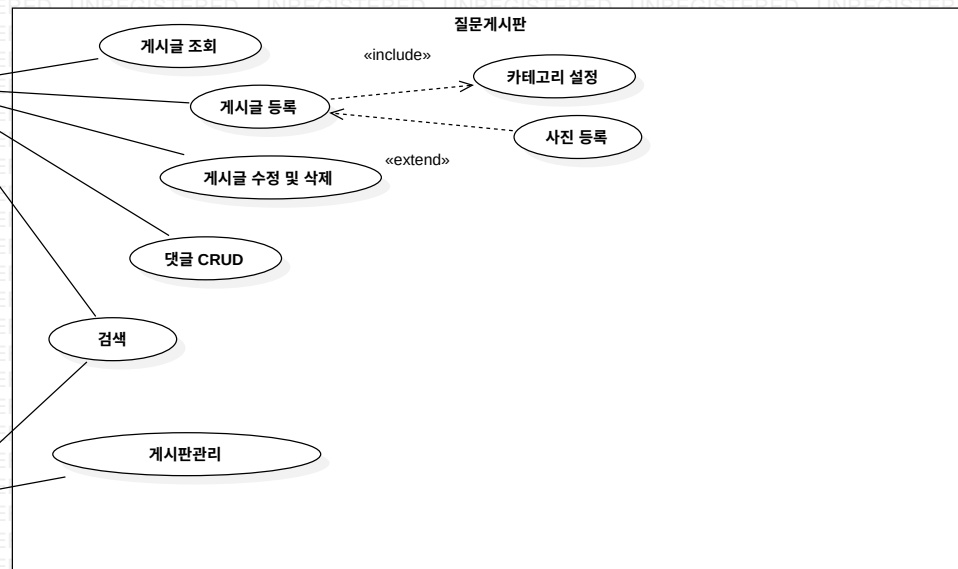 질문게시판
게시글 조회
«include»
카테고리 설정
게시글 등록
사진 등록
«extend»
게시글 수정 및 삭제
댓글 CRUD
검색
게시판관리